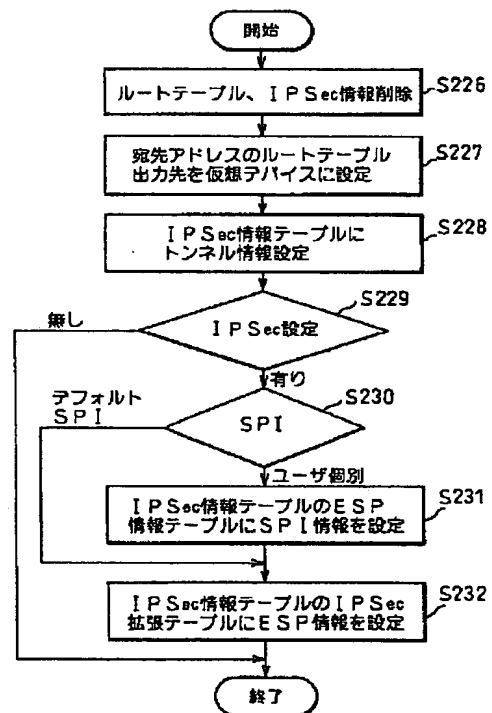 開始
ルートテーブル、IPSec情報削除
S226
宛先アドレスのルートテーブル
出力先を仮想デバイスに設定
S227
IPSec情報テーブルに
トンネル情報設定
S228
S229
無し
IPSec設定
有り
デフォルト
SPI
S230
SPI
ユーザ個別
IPSec情報テーブルのESP
情報テーブルにSPI情報を設定
S231
IPSec情報テーブルのIPSec
拡張テーブルにESP情報を設定
S232
終了